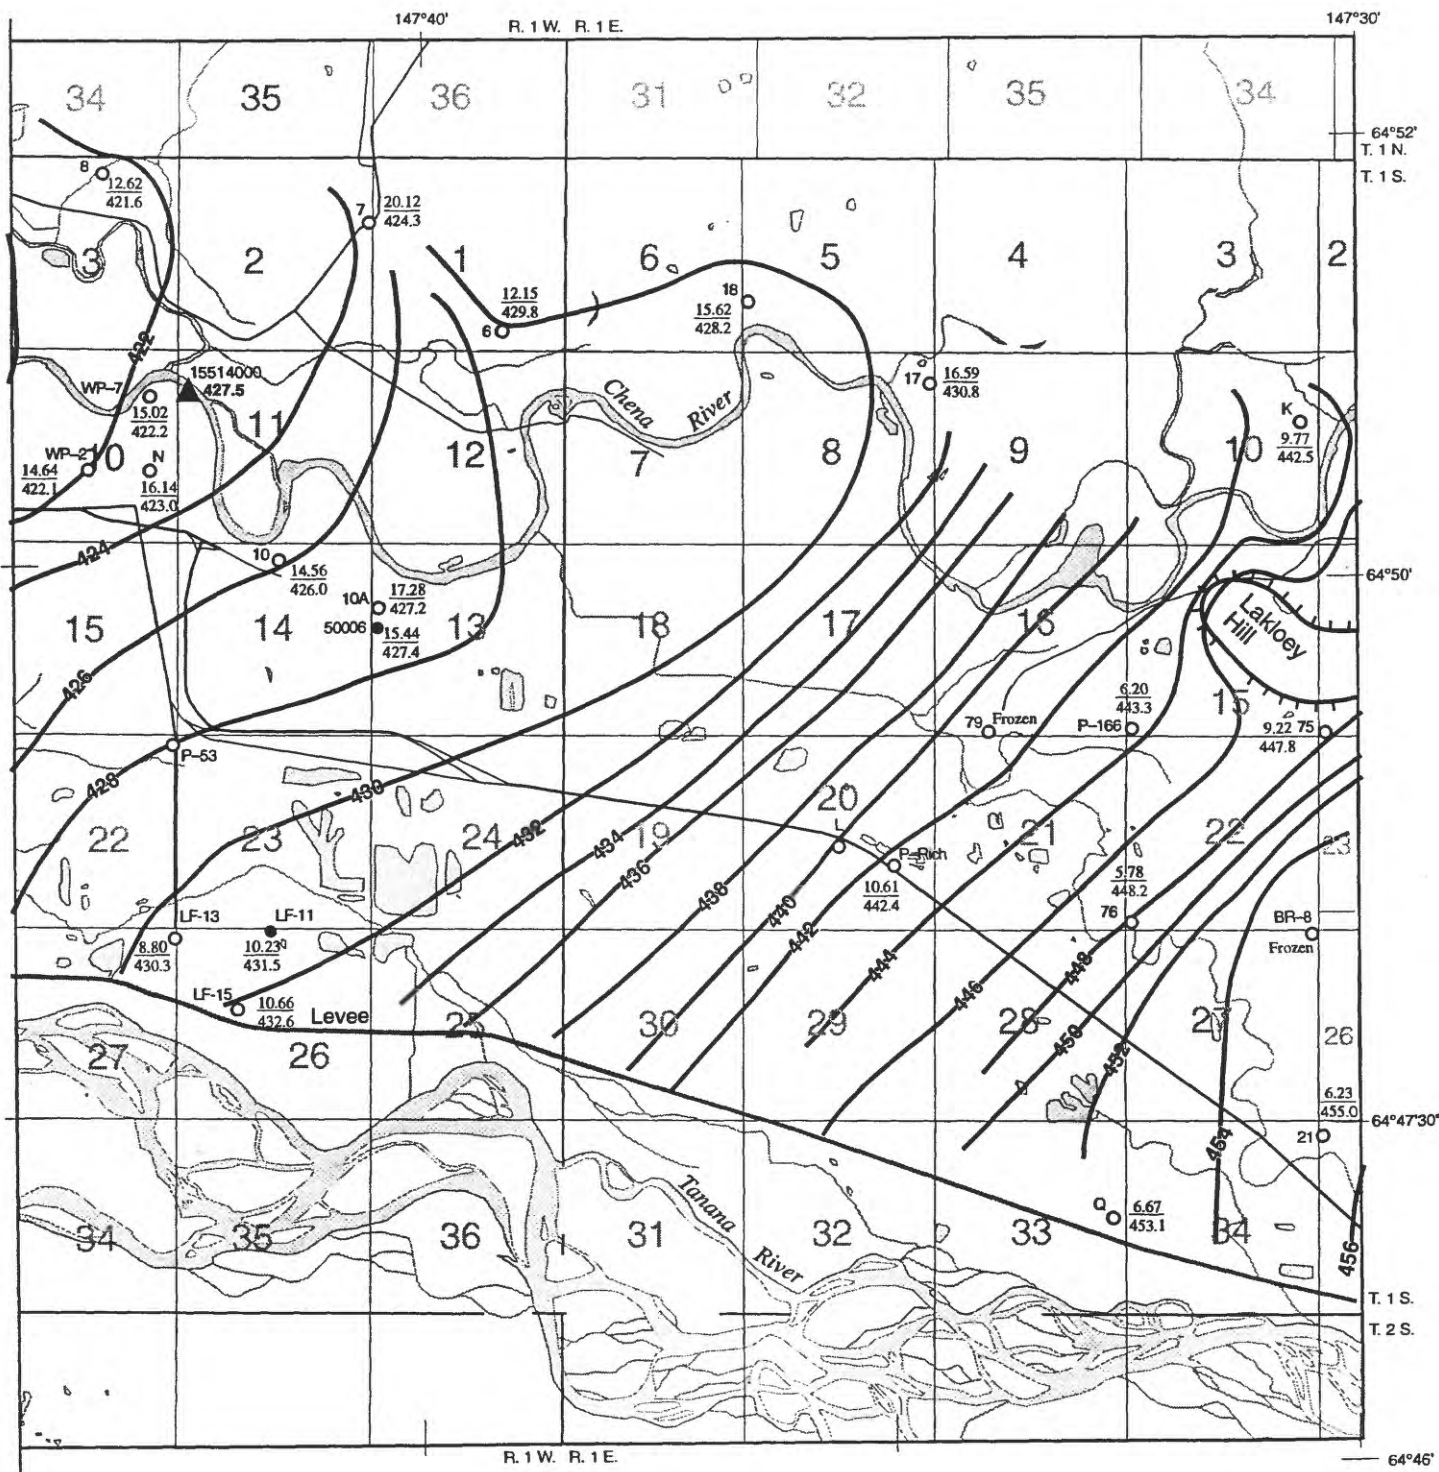 147°40'
R. 1 W. R. 1 E.
147°30'
34 35 36 31 32 35 34
64°52'
T. 1 N.
T. 1 S.
8
12.62
421.6
7
20.12
424.3
3 2 1 6 5 4 3 2
12.15
429.8
6
18
15.62
428.2
422
WP–7
15514000
427.5
15.02
422.2
11
Chena
River
17
16.59
430.8
K
9.77
442.5
WP–2
10
N
14.64
422.1
16.14
423.0
12 7 8 9 10
424
10
14.56
426.0
64°50'
10A
17.28
427.2
50006
15.44
427.4
15 14 13 18 17 16
Lakloey
Hill
426
6.20
443.3
15
79 Frozen
P–166
9.22 75
447.8
P–53
428
430
20
22 23 24 432 434 19
436
L
P–Rich
10.61
442.4
21 22 23
5.78
448.2
76
438
440
442
444
446
448
450
452
LF–13
8.80
430.3
LF–11
10.23
431.5
BR–8
Frozen
LF-15
10.66
432.6
Levee
27 26 25 30 29 28 27 26
6.23
455.0
64°47'30"
21
454
Q
6.67
453.1
Tanana
River
34 35 36 31 32 33 34
456
T. 1 S.
T. 2 S.
R. 1 W. R. 1 E.
64°46'